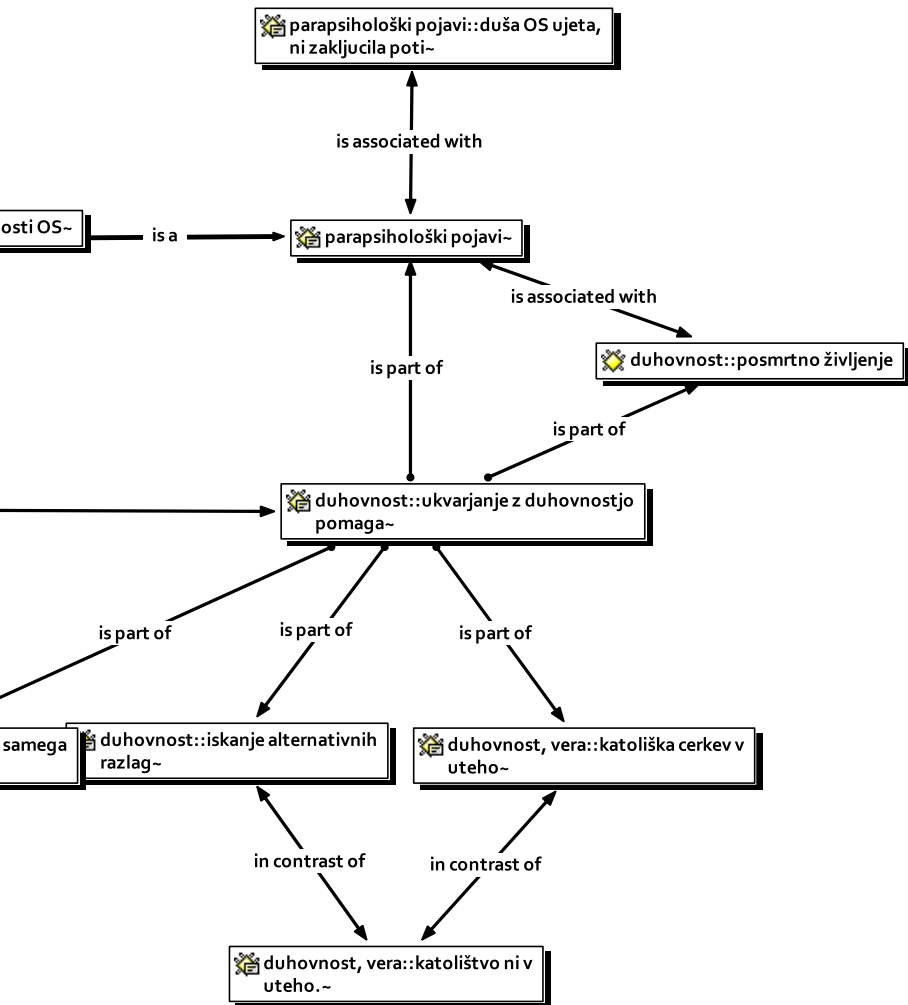 parapsihološki pojavi::duša OS ujeta,
ni zakljucila poti~
is associated with
osti OS~
is a
parapsihološki pojavi~
is associated with
is part of
duhovnost::posmrtno življenje
is part of
duhovnost::ukvarjanje z duhovnostjo
pomaga~
is part of
is part of
is part of
samega
duhovnost::iskanje alternativnih
razlag~
duhovnost, vera::katoliška cerkev v
uteho~
in contrast of
in contrast of
duhovnost, vera::katolištvo ni v
uteho.~